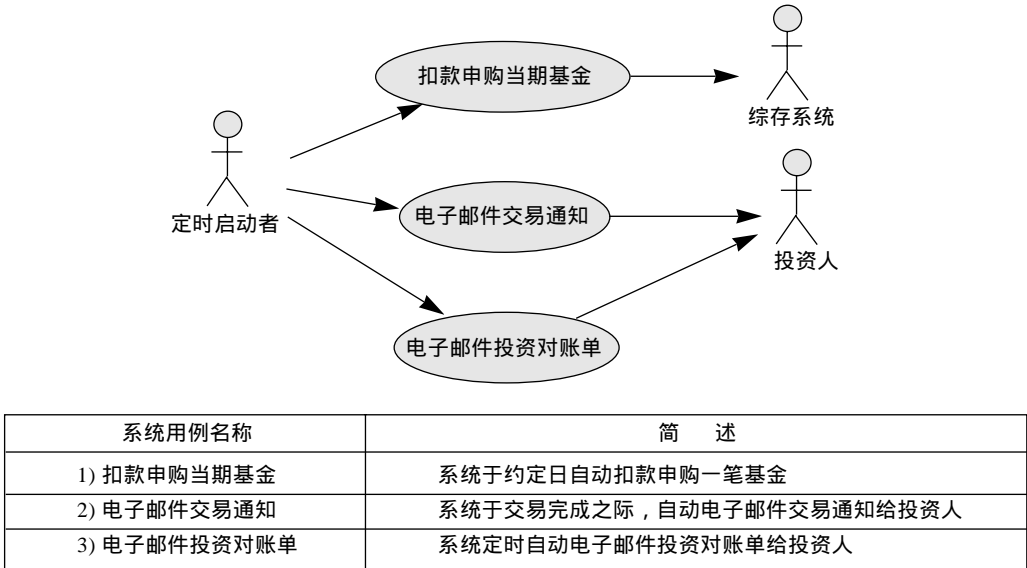 扣款申购当期基金
综存系统
定时启动者
电子邮件交易通知
投资人
电子邮件投资对账单
系统用例名称 简 述
1) 扣款申购当期基金 系统于约定日自动扣款申购一笔基金
2) 电子邮件交易通知 系统于交易完成之际，自动电子邮件交易通知给投资人
3) 电子邮件投资对账单 系统定时自动电子邮件投资对账单给投资人